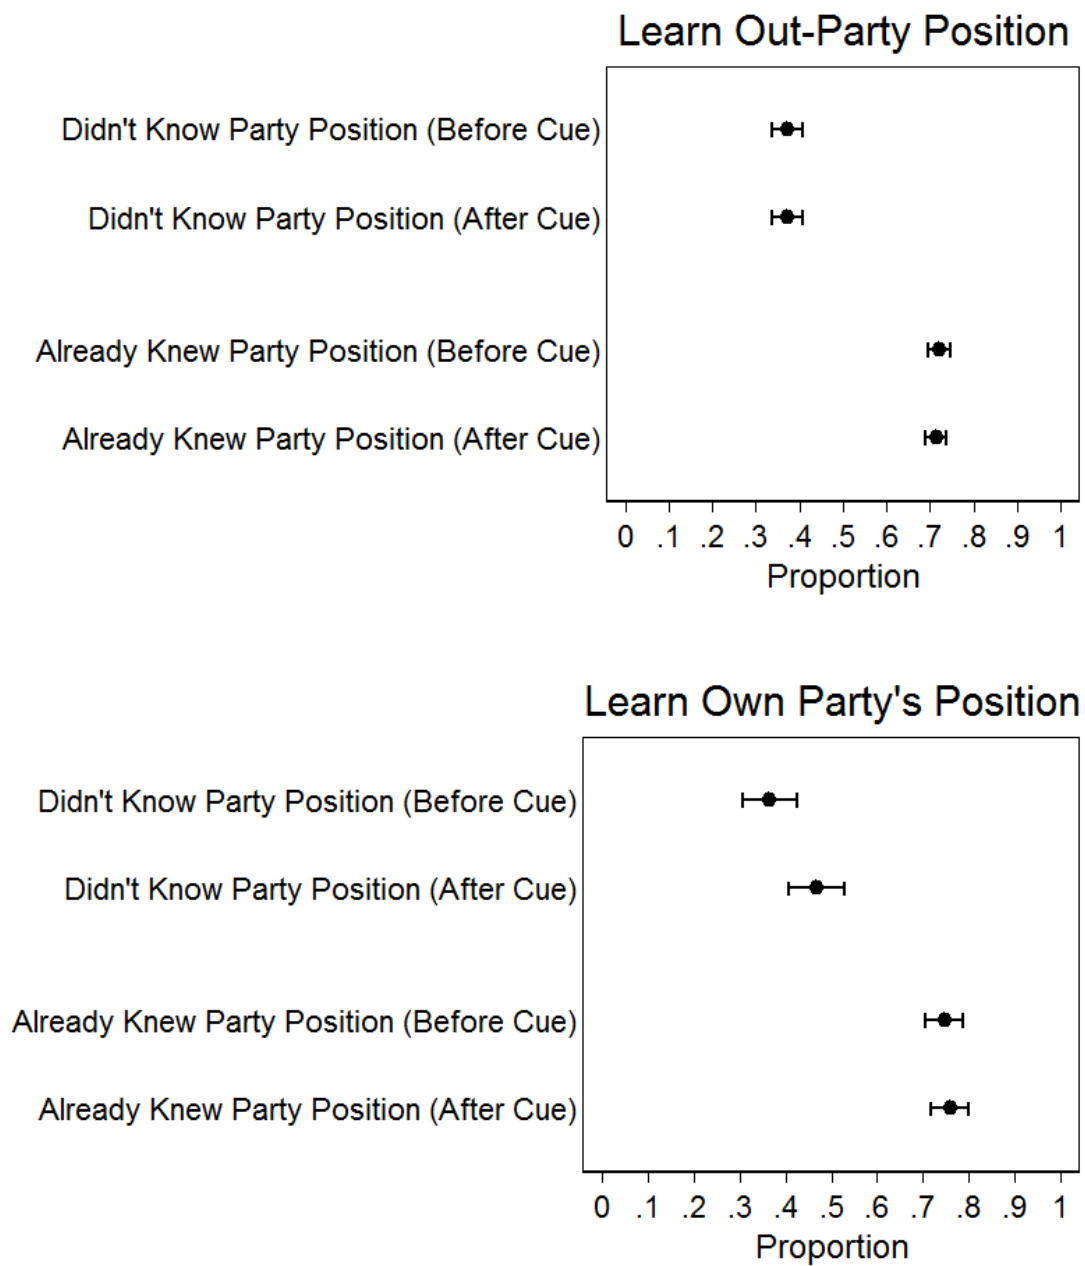 Learn Out-Party Position
Didn't Know Party Position (Before Cue)
Didn't Know Party Position (After Cue)
Already Knew Party Position (Before Cue)
Already Knew Party Position (After Cue)
0 .1 .2 .3 .4 .5 .6 .7 .8 .9 1
Proportion
Learn Own Party's Position
Didn't Know Party Position (Before Cue)
Didn't Know Party Position (After Cue)
Already Knew Party Position (Before Cue)
Already Knew Party Position (After Cue)
0 .1 .2 .3 .4 .5 .6 .7 .8 .9 1
Proportion